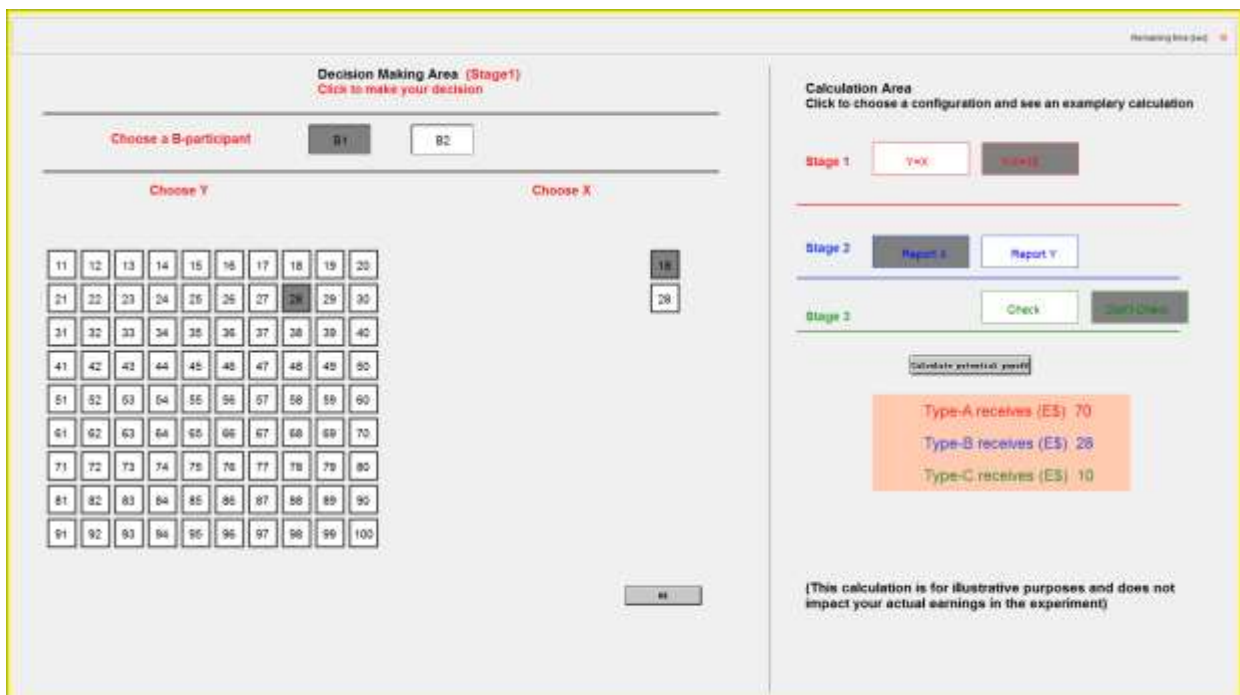 Remaining time [sec]
Decision Making Area (Stage1)
Click to make your decision
Choose a B-participant B1 B2
Choose Y Choose X
11 12 13 14 15 16 17 18 19 20
21 22 23 24 25 26 27 28 29 30
31 32 33 34 35 36 37 38 39 40
41 42 43 44 45 46 47 48 49 50
51 52 53 54 55 56 57 58 59 60
61 62 63 64 65 66 67 68 69 70
71 72 73 74 75 76 77 78 79 80
81 82 83 84 85 86 87 88 89 90
91 92 93 94 95 96 97 98 99 100
18
28
Calculation Area
Click to choose a configuration and see an examplary calculation
Stage 1 Y=X
Stage 2 Report X Report Y
Stage 3 Check Don't Check
Calculate potential payoff
Type-A receives (E$) 70
Type-B receives (E$) 28
Type-C receives (E$) 10
(This calculation is for illustrative purposes and does not
impact your actual earnings in the experiment)